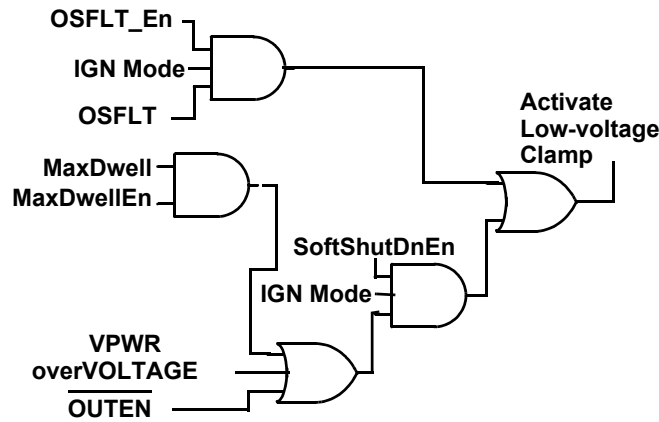 OSFLT_En
IGN Mode
OSFLT
Activate
Low-voltage
Clamp
MaxDwell
MaxDwellEn
SoftShutDnEn
IGN Mode
VPWR
overVOLTAGE
OUTEN